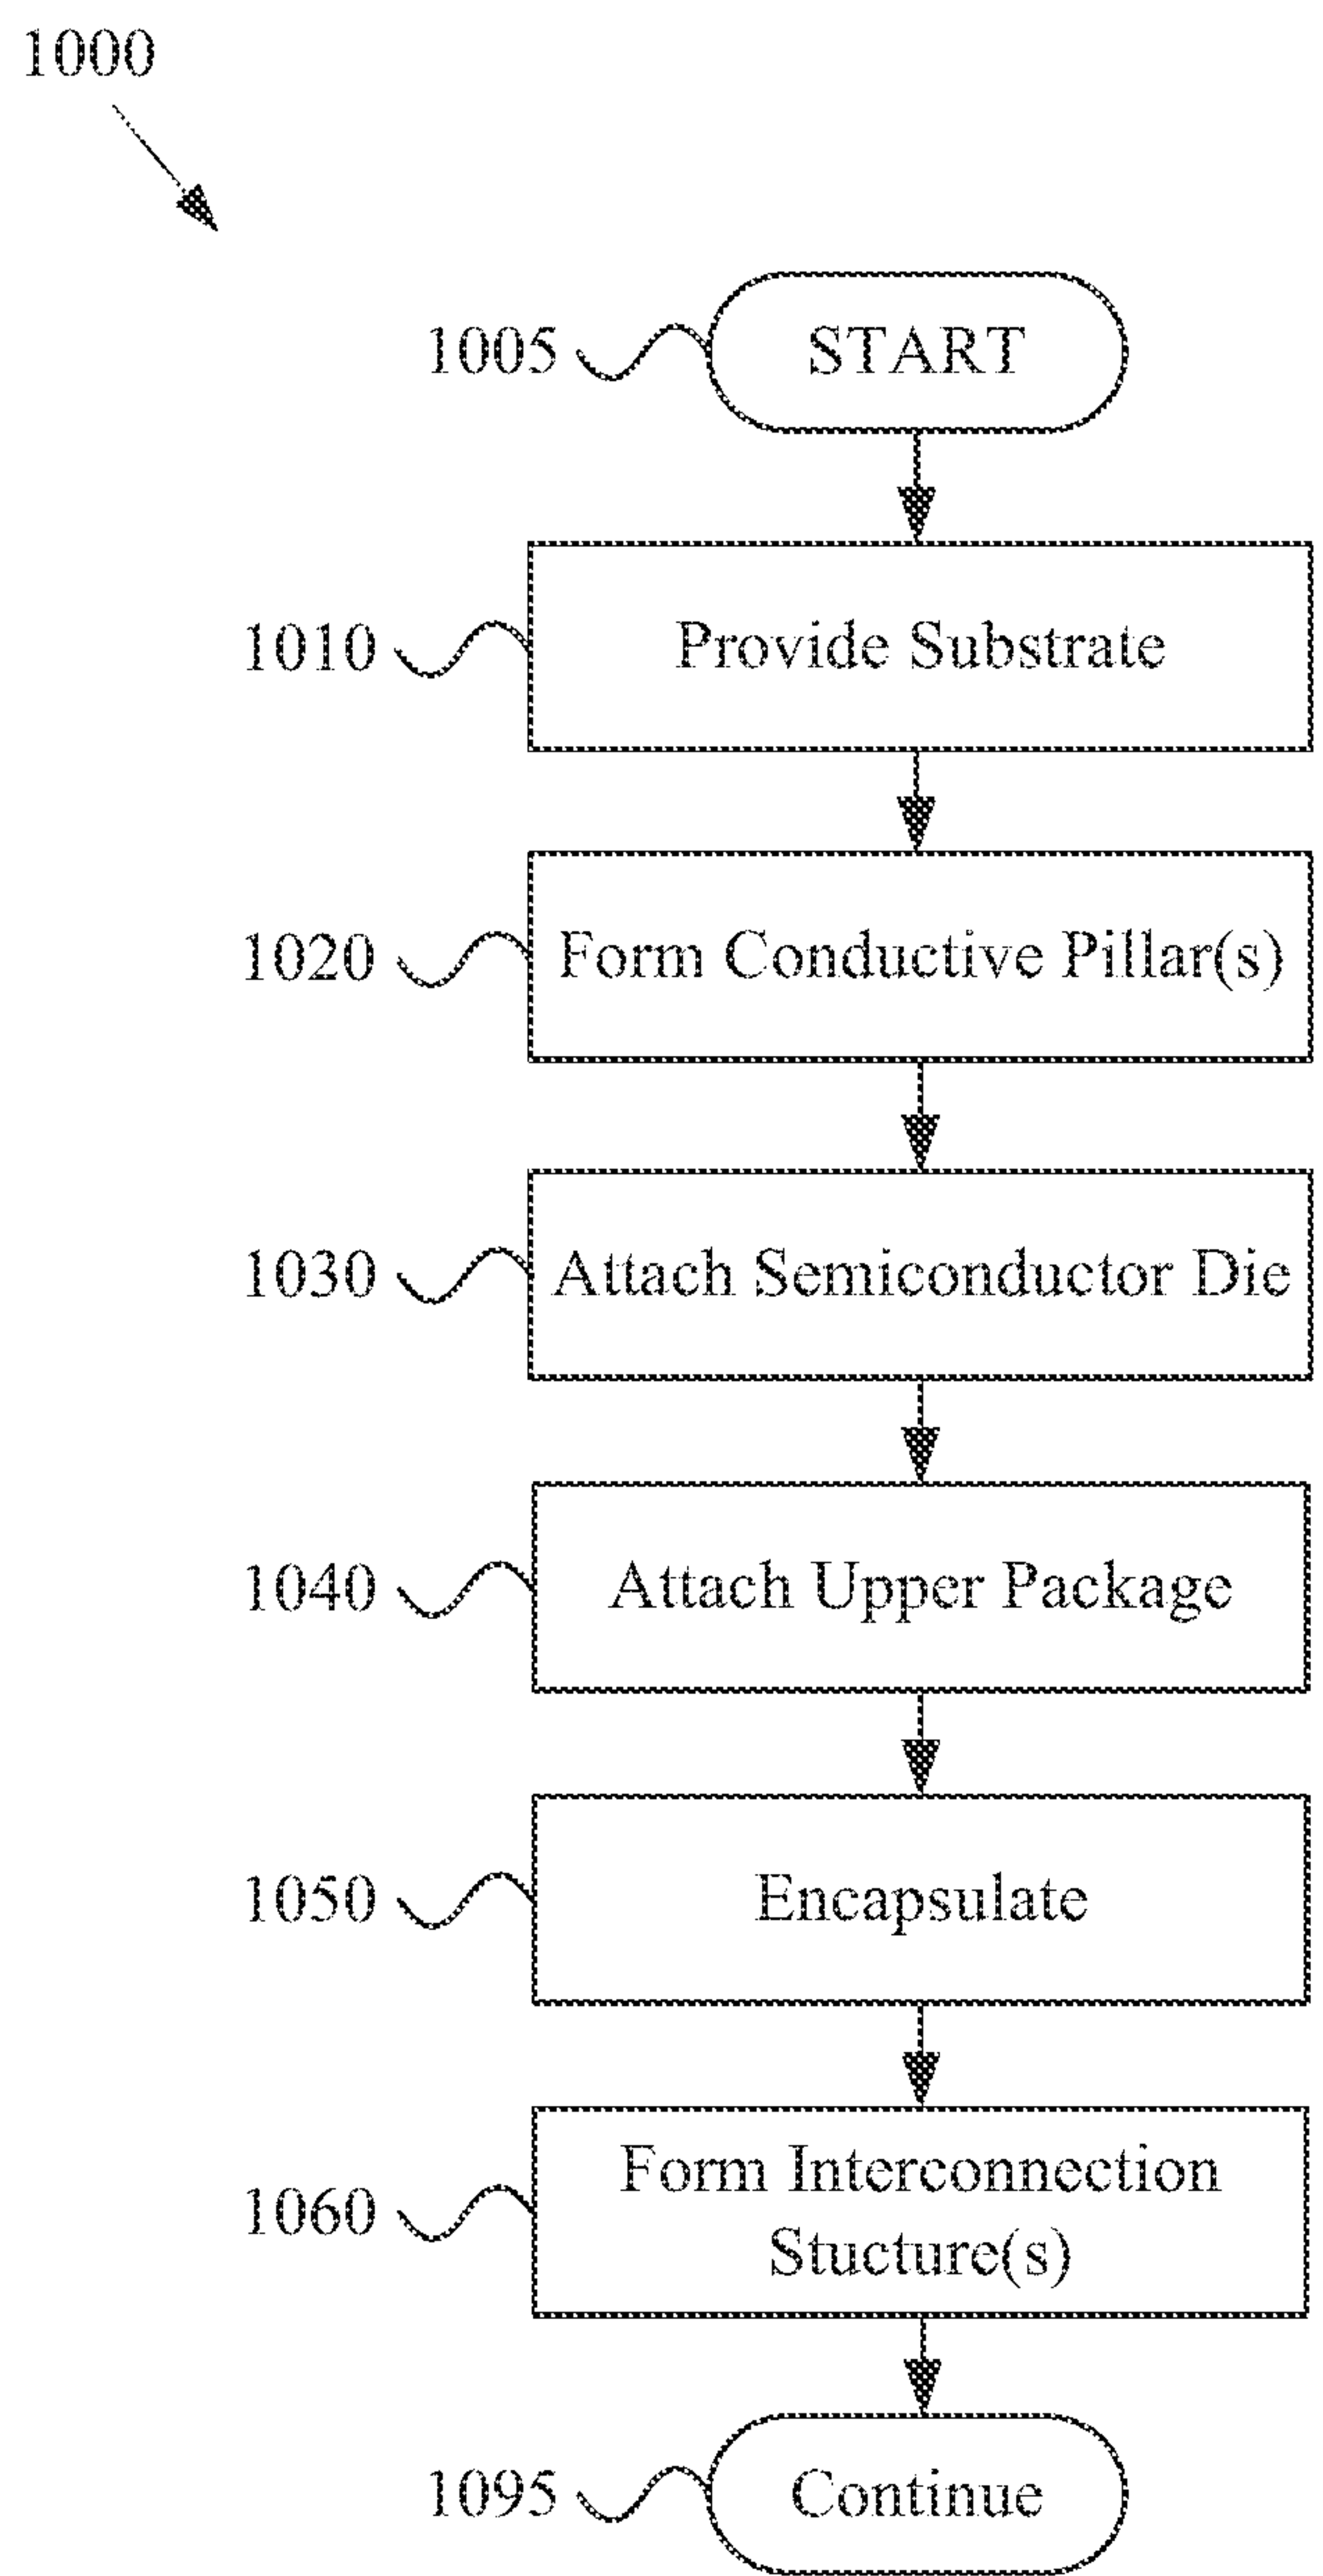 1000
1005 START
1010 Provide Substrate
1020 Form Conductive Pillar(s)
1030 Attach Semiconductor Die
1040 Attach Upper Package
1050 Encapsulate
1060 Form Interconnection
Stucture(s)
1095 Continue